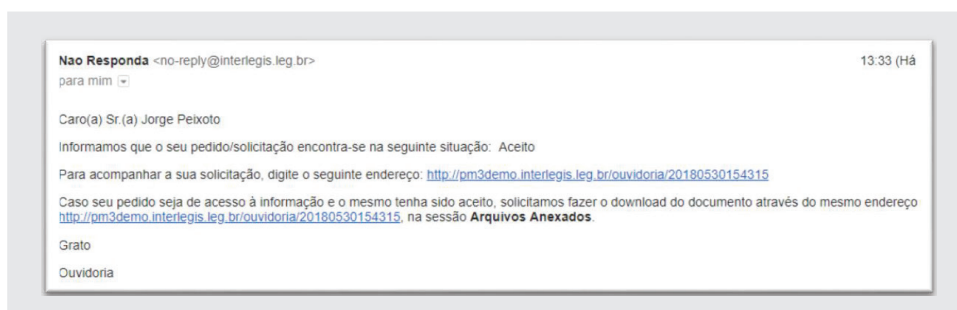 Nao Responda <no-reply@interlegis.leg.br> 13:33 (Há
para mim
Caro(a) Sr.(a) Jorge Peixoto
Informamos que o seu pedido/solicitação encontra-se na seguinte situação: Aceito
Para acompanhar a sua solicitação, digite o seguinte endereço: http://pm3demo.interlegis.leg.br/ouvidoria/20180530154315
Caso seu pedido seja de acesso à informação e o mesmo tenha sido aceito, solicitamos fazer o download do documento através do mesmo endereço
http://pm3demo.interlegis.leg.br/ouvidoria/20180530154315, na sessão Arquivos Anexados.
Grato
Ouvidoria